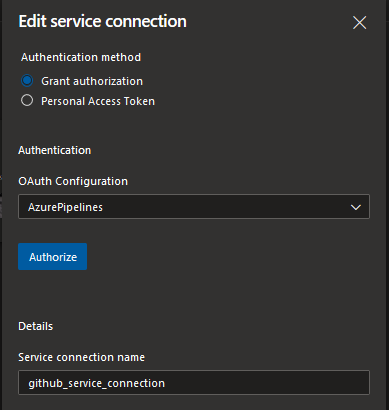 Edit service connection
Authentication method
Grant authorization
Personal Access Token
Authentication
OAuth Configuration
AzurePipelines
Authorize
Details
Service connection name
github_service_connection